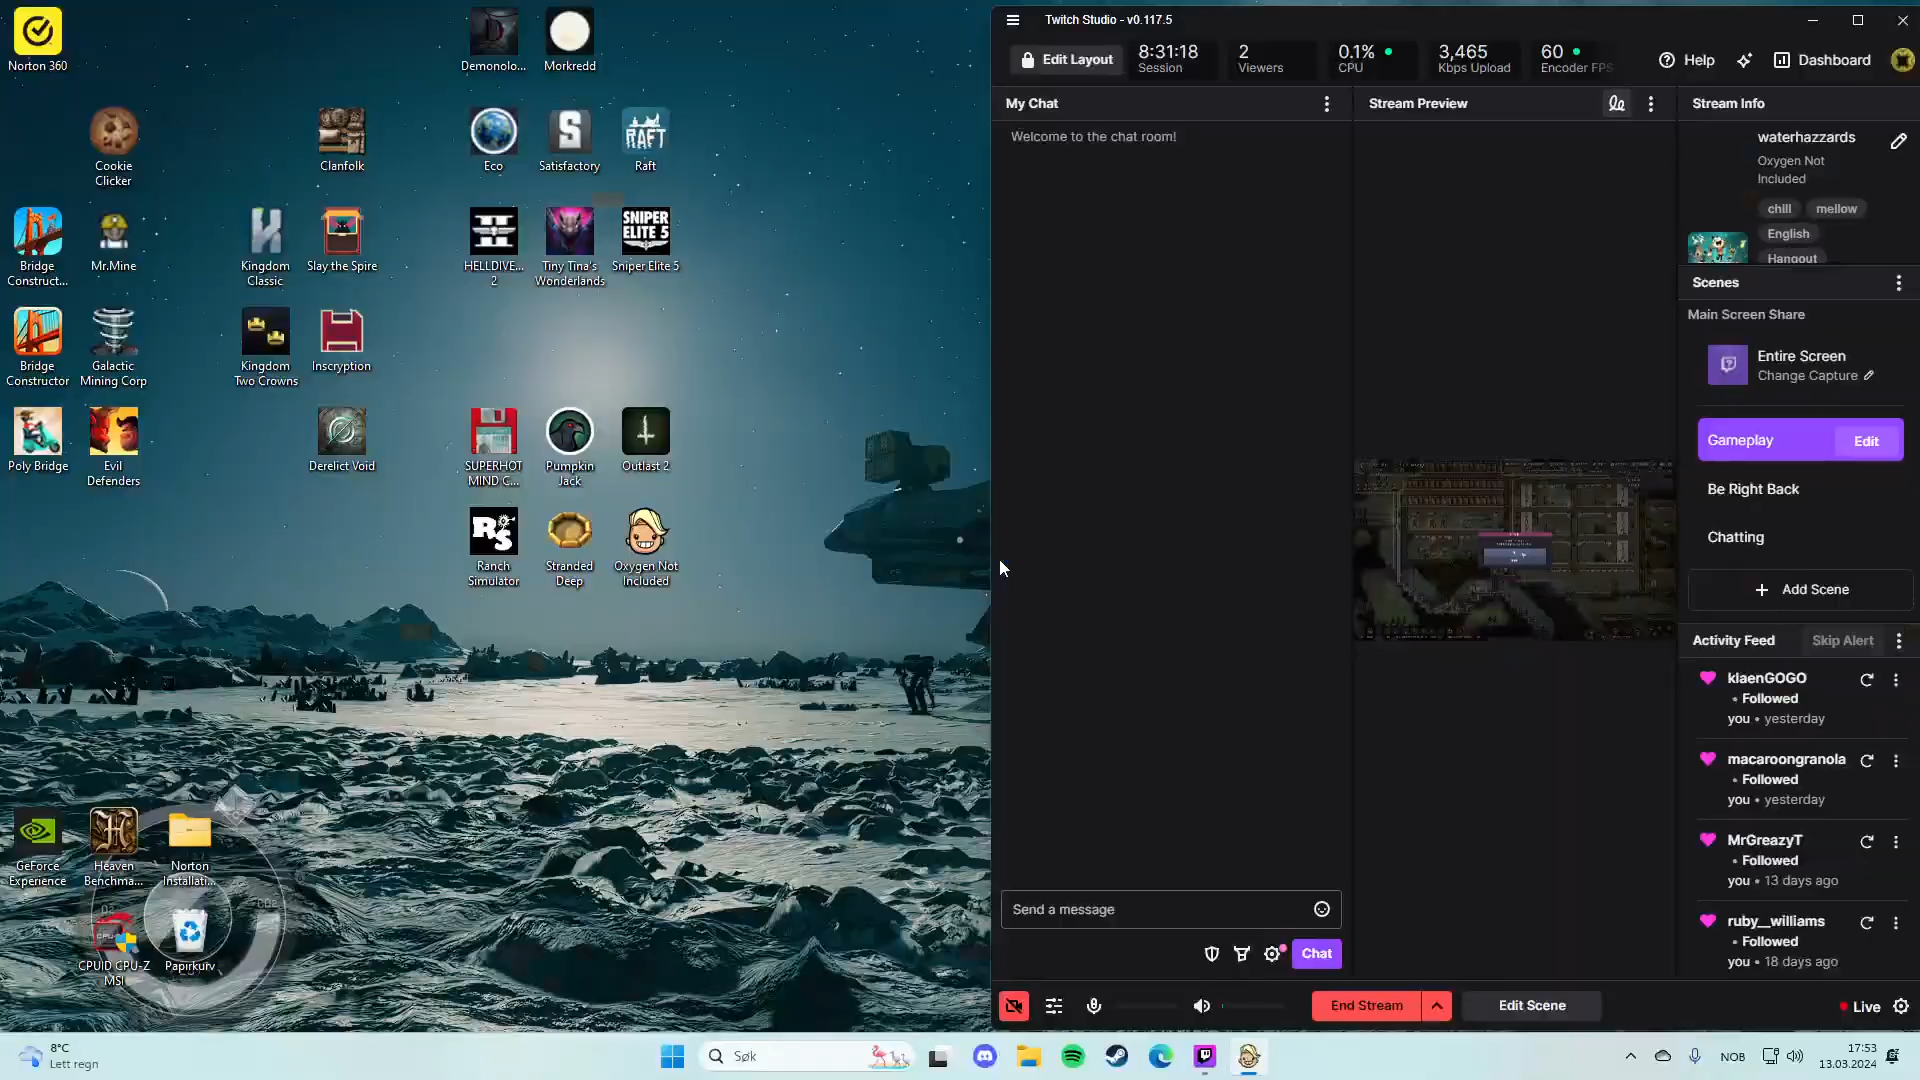 Norton 360
Demonolo...
Morkredd
Cookie
Clicker
Clanfolk
Eco
Satisfactory
RAFT
Raft
Bridge
Construct...
Mr.Mine
Kingdom
Classic
Slay the Spire
HELLDIVE...
2
Tiny Tina's
Wonderlands
SNIPER
ELITE 5
Sniper Elite 5
Bridge
Constructor
Galactic
Mining Corp
Kingdom
Two Crowns
Inscryption
Poly Bridge
Evil
Defenders
Derelict Void
SUPERHOT
MIND C...
Pumpkin
Jack
Outlast 2
RS
Ranch
Simulator
Stranded
Deep
Oxygen Not
Included
GeForce
Experience
Heaven
Benchma...
Norton
Installati...
CPUID CPU-Z
MSI
Papirkurv
Twitch Studio - v0.117.5
Edit Layout
8:31:18
Session
2
Viewers
0.1%
CPU
3,465
Kbps Upload
60
Encoder FPS
Help
Dashboard
My Chat
Stream Preview
Stream Info
Welcome to the chat room!
waterhazzards
Oxygen Not
Included
chill
mellow
English
Hangout
Scenes
Main Screen Share
Entire Screen
Change Capture
Gameplay
Edit
Be Right Back
Chatting
Add Scene
Activity Feed
Skip Alert
klaenGOGO
• Followed
you • yesterday
macaroongranola
• Followed
you • yesterday
MrGreazyT
• Followed
you • 13 days ago
ruby__williams
• Followed
you • 18 days ago
Send a message
Chat
End Stream
Edit Scene
Live
8°C
Lett regn
Søk
NOB
17:53
13.03.2024